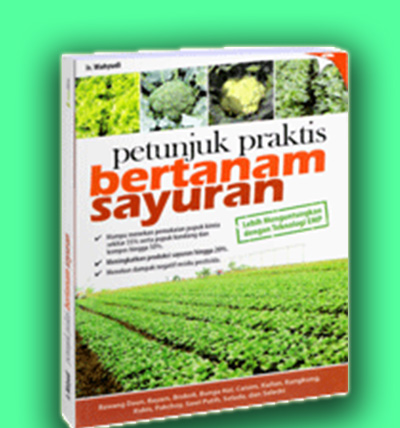 Ir. Wahyudi
petunjuk praktis
bertanam
sayuran
Lebih Menguntungkan
dengan Teknologi EMP
✔ Mampu menekan pemakaian pupuk kimia
sekitar 55% serta pupuk kandang dan
kompos hingga 50%.
✔ Meningkatkan produksi sayuran hingga 20%.
✔ Menekan dampak negatif residu pestisida.
Bawang Daun, Bayam, Brokoli, Bunga Kol, Caisim, Kailan, Kangkung,
Kubis, Pakchoy, Sawi Putih, Selada, dan Seledri